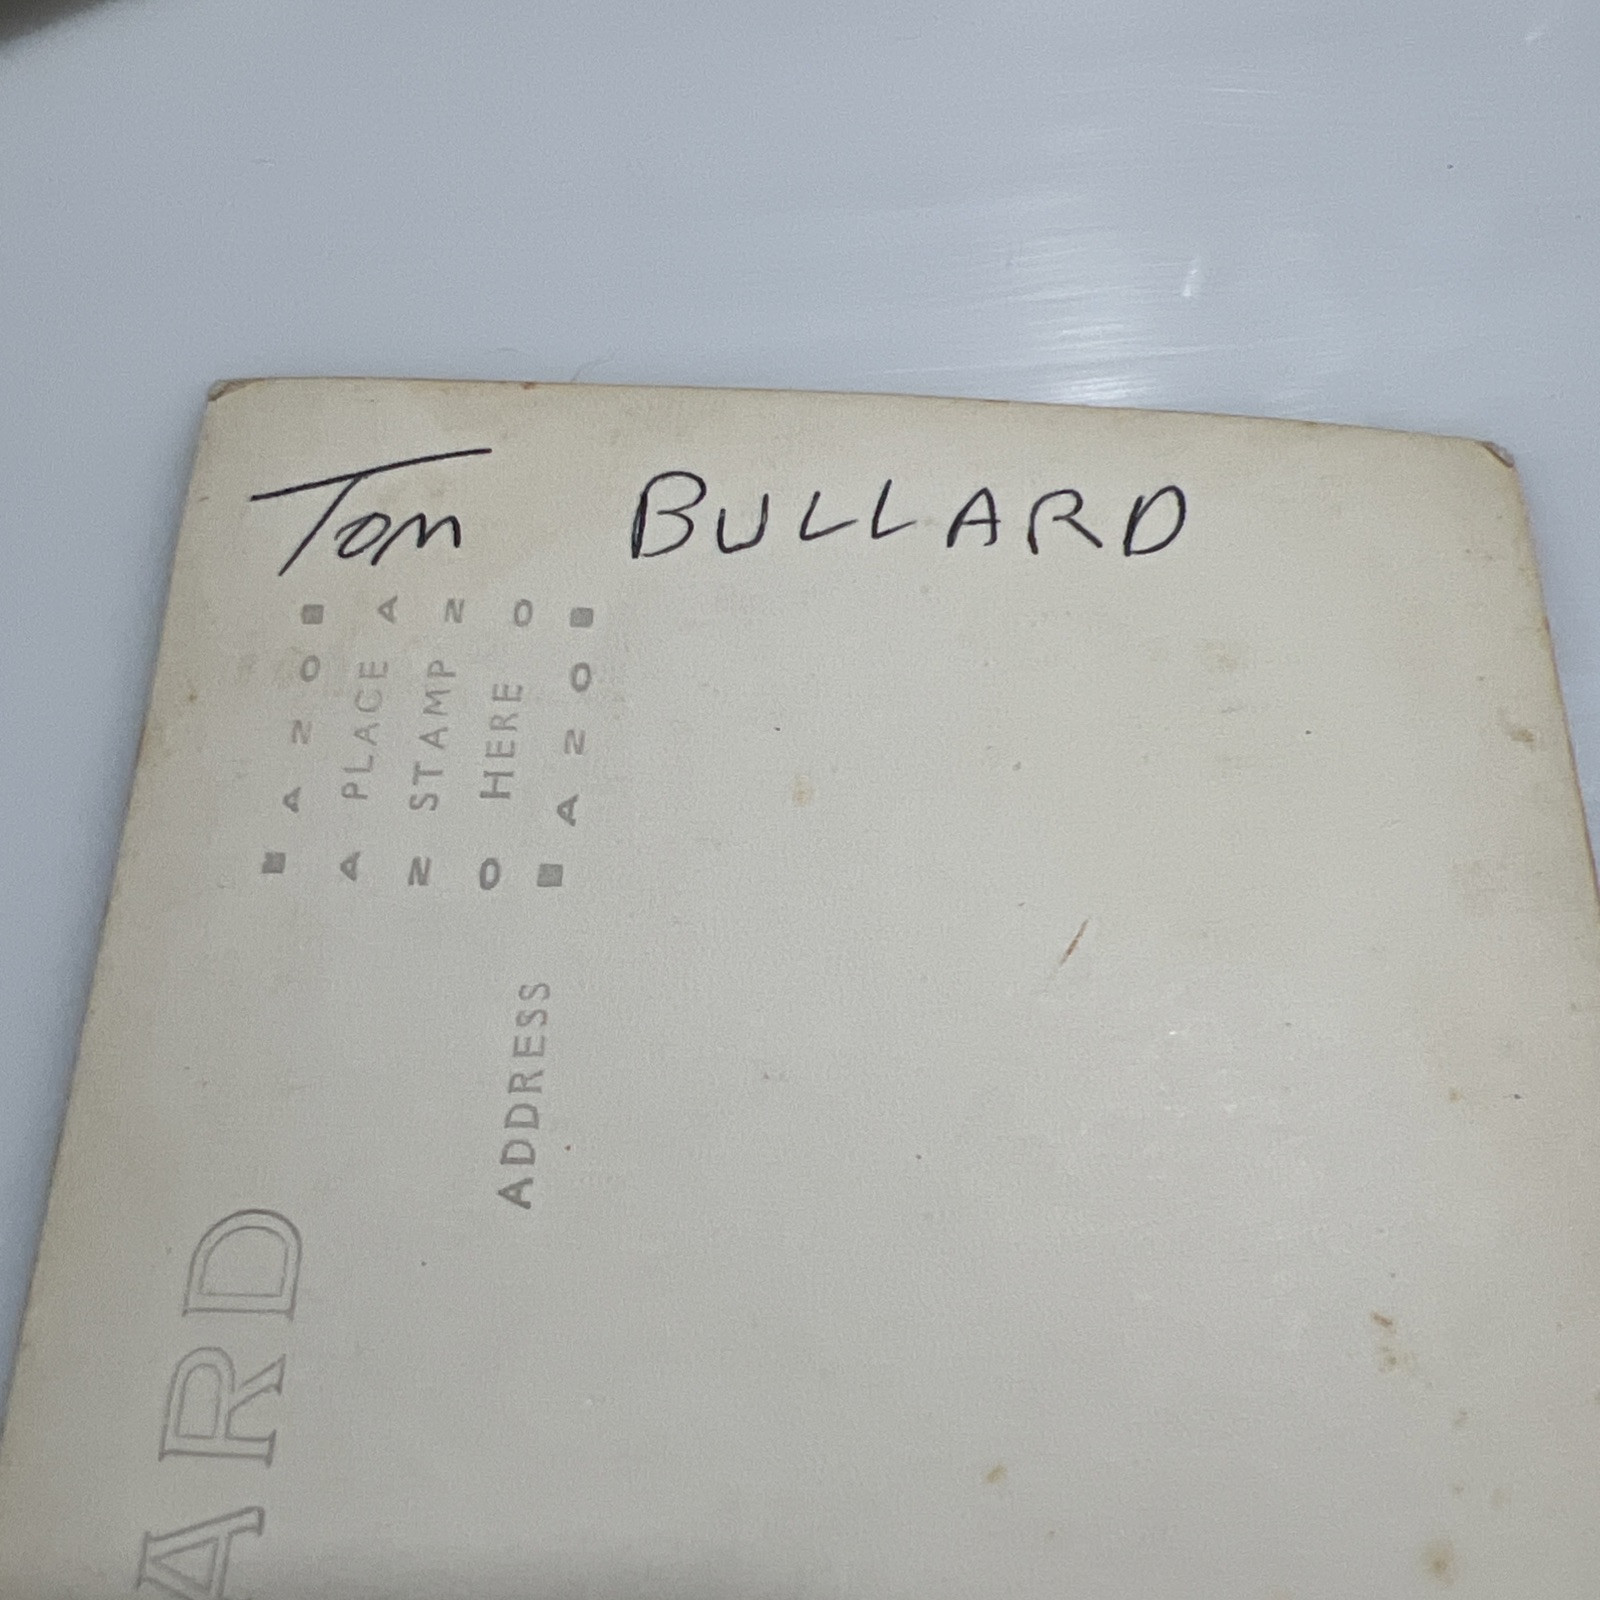 Tom BULLARD
AZO
A PLACE A
Z STAMP Z
O HERE O
AZO
ADDRESS
ARD